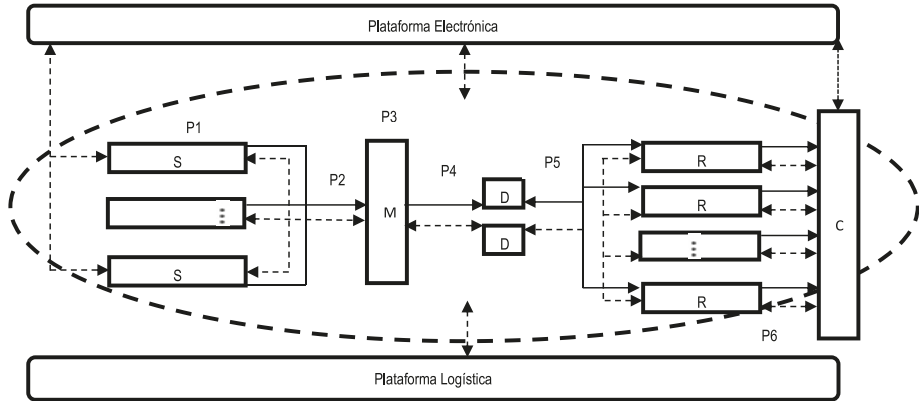 Plataforma Electrónica
P1
P3
S
R
P2
P4
P5
D
R
M
C
D
S
R
P6
Plataforma Logística